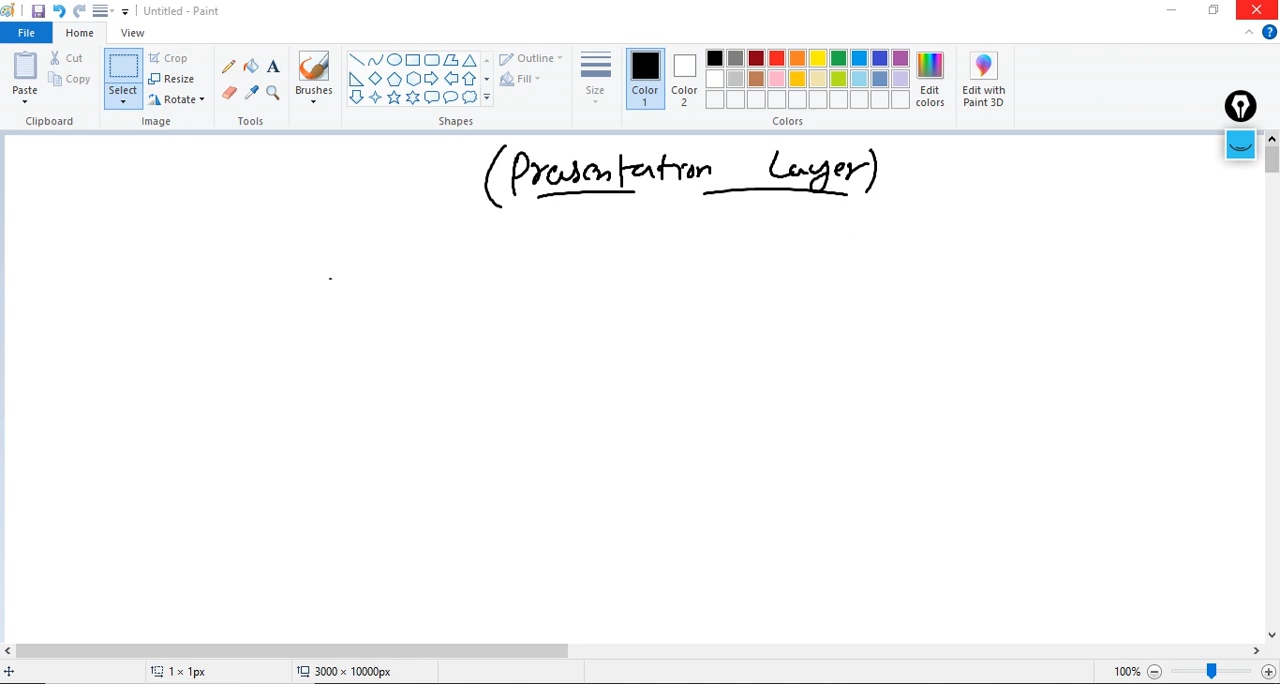 Untitled - Paint
File Home View
Paste
Cut
Copy
Clipboard
Select
Crop
Resize
Rotate
Image
A
Tools
Brushes
Outline
Fill
Shapes
Size
Color 1
Color 2
Edit colors
Colors
Edit with Paint 3D
(Presentation Layer)
1 × 1px
3000 × 10000px
100%